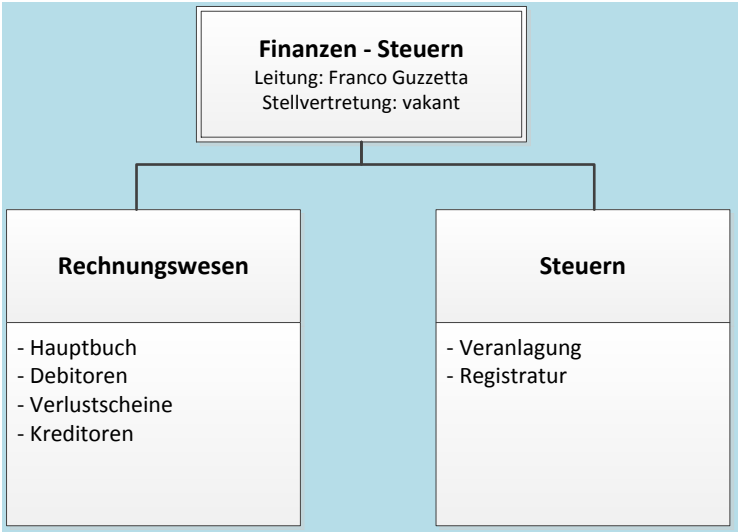 Finanzen - Steuern
Leitung: Franco Guzzetta
Stellvertretung: vakant
Rechnungswesen
- Hauptbuch
- Debitoren
- Verlustscheine
- Kreditoren
Steuern
- Veranlagung
- Registratur